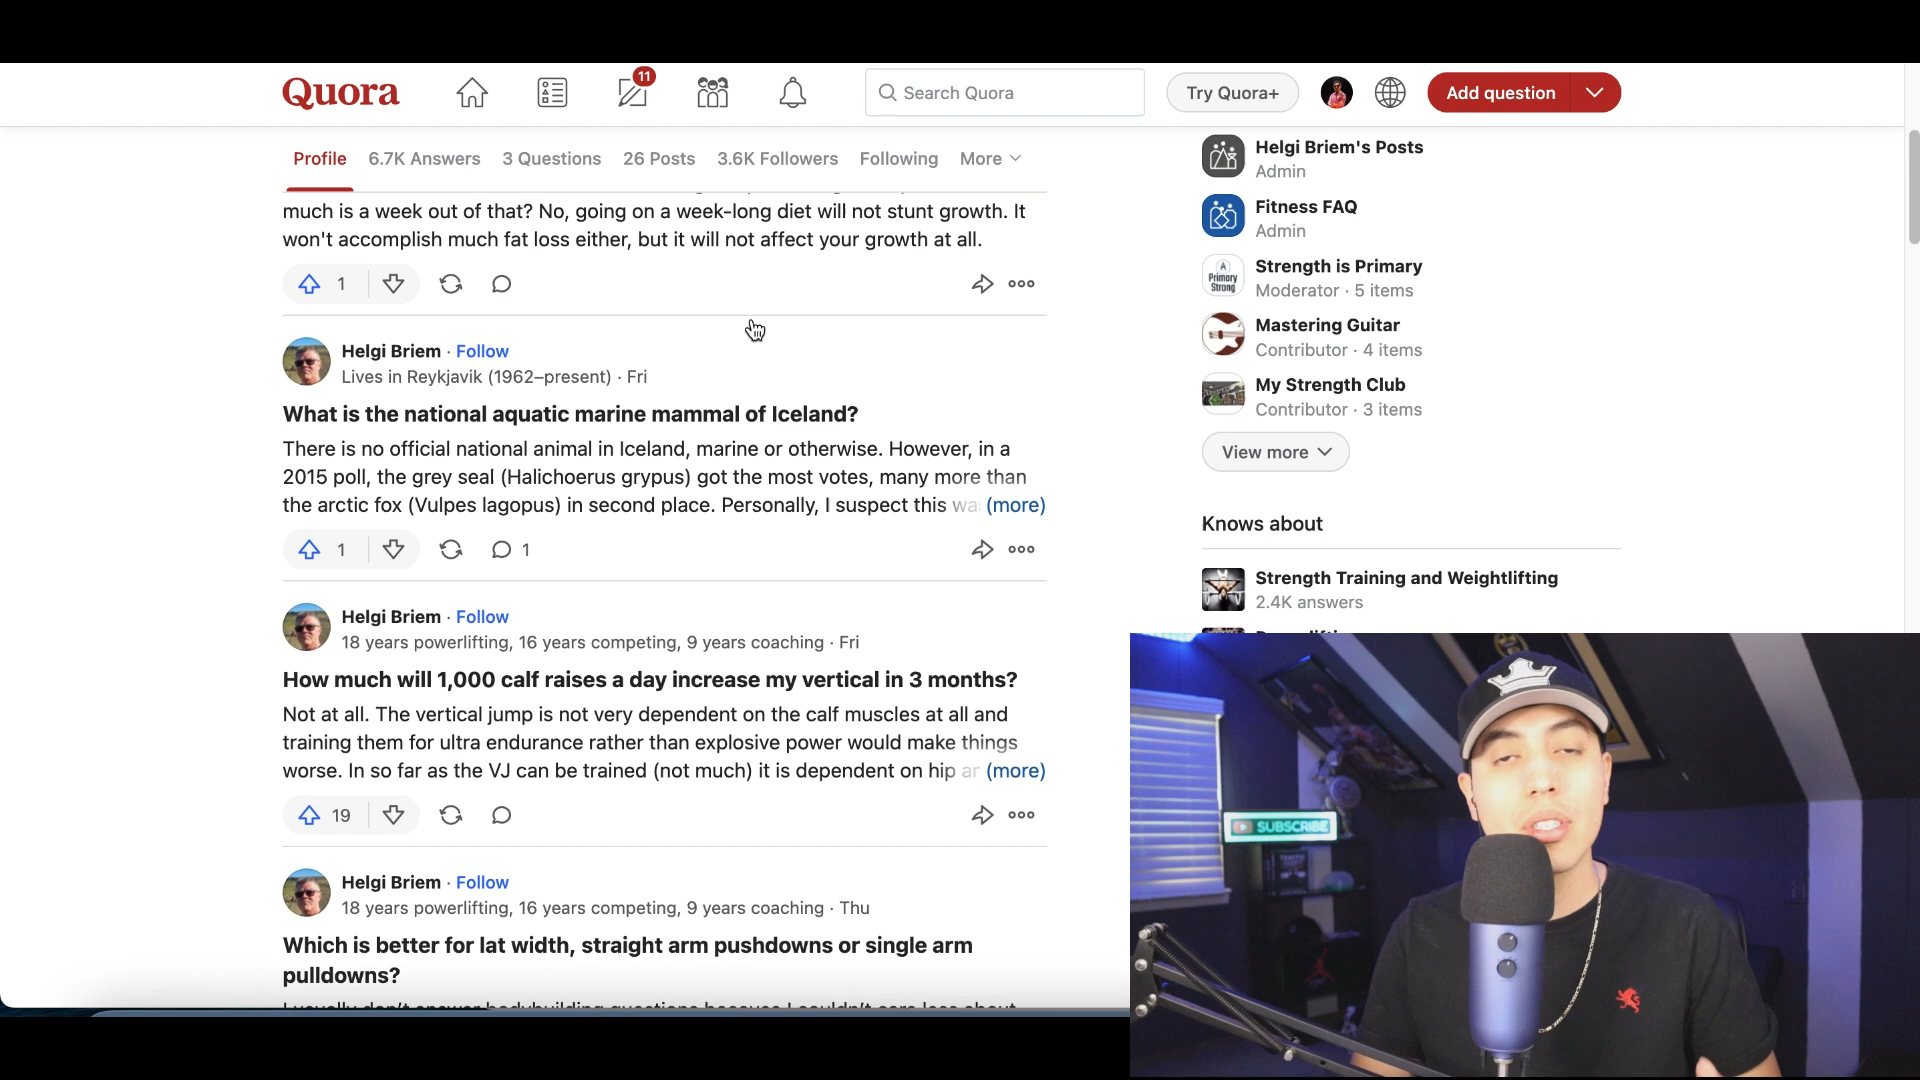 Quora
11
Search Quora
Try Quora+
Add question
Profile
6.7K Answers
3 Questions
26 Posts
3.6K Followers
Following
More
much is a week out of that? No, going on a week-long diet will not stunt growth. It
won't accomplish much fat loss either, but it will not affect your growth at all.
1
Helgi Briem · Follow
Lives in Reykjavik (1962–present) · Fri
What is the national aquatic marine mammal of Iceland?
There is no official national animal in Iceland, marine or otherwise. However, in a
2015 poll, the grey seal (Halichoerus grypus) got the most votes, many more than
the arctic fox (Vulpes lagopus) in second place. Personally, I suspect this wa (more)
1
1
Helgi Briem · Follow
18 years powerlifting, 16 years competing, 9 years coaching · Fri
How much will 1,000 calf raises a day increase my vertical in 3 months?
Not at all. The vertical jump is not very dependent on the calf muscles at all and
training them for ultra endurance rather than explosive power would make things
worse. In so far as the VJ can be trained (not much) it is dependent on hip ar (more)
19
Helgi Briem · Follow
18 years powerlifting, 16 years competing, 9 years coaching · Thu
Which is better for lat width, straight arm pushdowns or single arm
pulldowns?
I usually don't answer bodybuilding questions because I couldn't care less about
Helgi Briem's Posts
Admin
Fitness FAQ
Admin
Primary
Strong
Strength is Primary
Moderator · 5 items
Mastering Guitar
Contributor · 4 items
My Strength Club
Contributor · 3 items
View more
Knows about
Strength Training and Weightlifting
2.4K answers
SUBSCRIBE